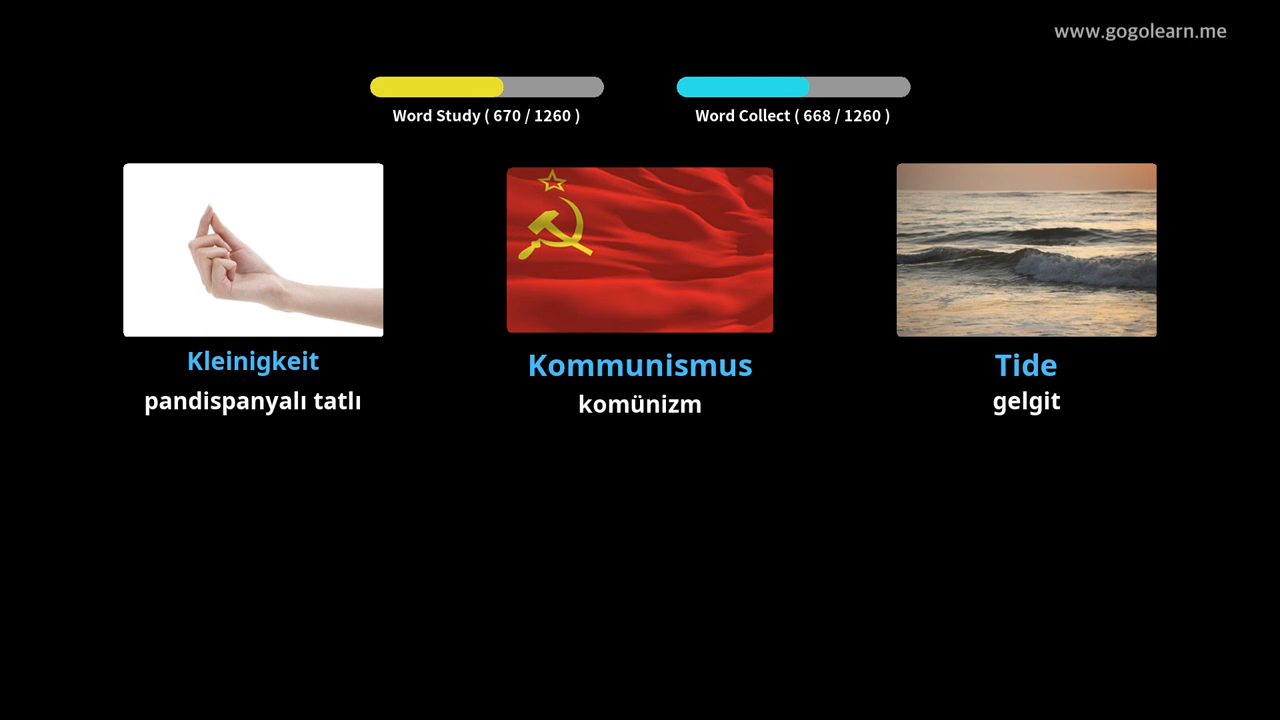 www.gogolearn.me
Word Study ( 670 / 1260 )
Word Collect ( 668 / 1260 )
Kleinigkeit
pandispanyalı tatlı
Kommunismus
komünizm
Tide
gelgit